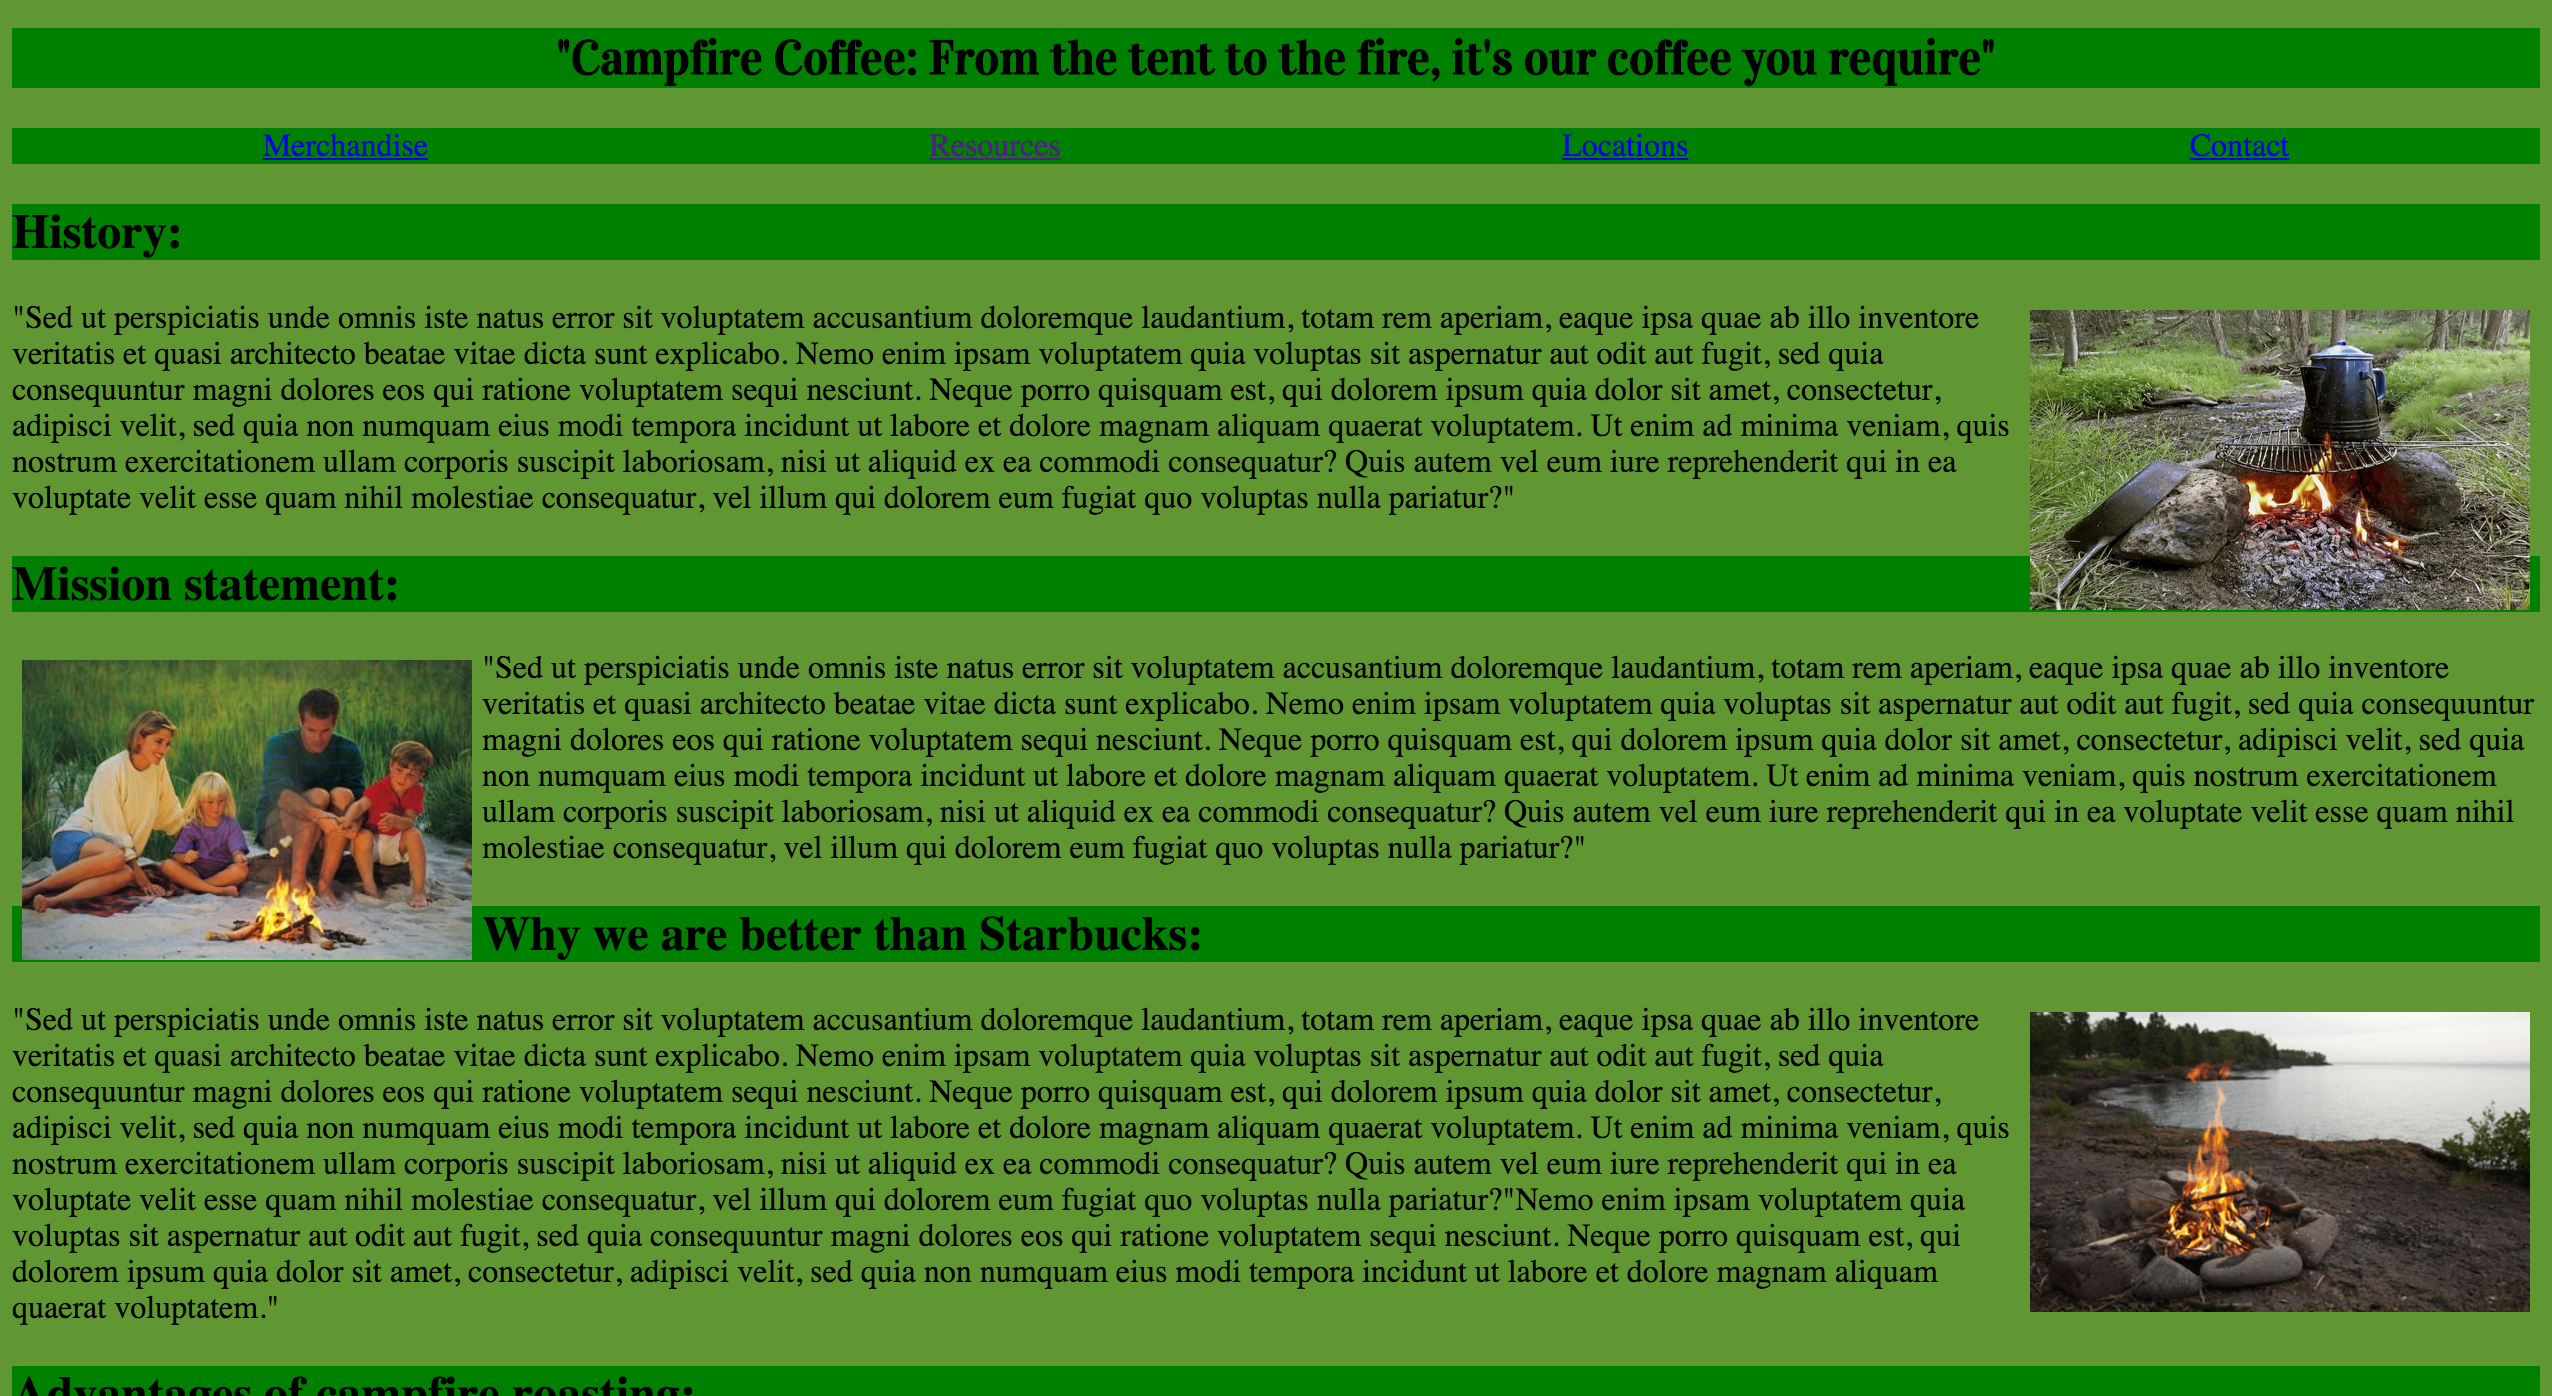 "Campfire Coffee: From the tent to the fire, it's our coffee you require"
Merchandise Resources Locations Contact
History:
"Sed ut perspiciatis unde omnis iste natus error sit voluptatem accusantium doloremque laudantium, totam rem aperiam, eaque ipsa quae ab illo inventore
veritatis et quasi architecto beatae vitae dicta sunt explicabo. Nemo enim ipsam voluptatem quia voluptas sit aspernatur aut odit aut fugit, sed quia
consequuntur magni dolores eos qui ratione voluptatem sequi nesciunt. Neque porro quisquam est, qui dolorem ipsum quia dolor sit amet, consectetur,
adipisci velit, sed quia non numquam eius modi tempora incidunt ut labore et dolore magnam aliquam quaerat voluptatem. Ut enim ad minima veniam, quis
nostrum exercitationem ullam corporis suscipit laboriosam, nisi ut aliquid ex ea commodi consequatur? Quis autem vel eum iure reprehenderit qui in ea
voluptate velit esse quam nihil molestiae consequatur, vel illum qui dolorem eum fugiat quo voluptas nulla pariatur?"
Mission statement:
"Sed ut perspiciatis unde omnis iste natus error sit voluptatem accusantium doloremque laudantium, totam rem aperiam, eaque ipsa quae ab illo inventore
veritatis et quasi architecto beatae vitae dicta sunt explicabo. Nemo enim ipsam voluptatem quia voluptas sit aspernatur aut odit aut fugit, sed quia consequuntur
magni dolores eos qui ratione voluptatem sequi nesciunt. Neque porro quisquam est, qui dolorem ipsum quia dolor sit amet, consectetur, adipisci velit, sed quia
non numquam eius modi tempora incidunt ut labore et dolore magnam aliquam quaerat voluptatem. Ut enim ad minima veniam, quis nostrum exercitationem
ullam corporis suscipit laboriosam, nisi ut aliquid ex ea commodi consequatur? Quis autem vel eum iure reprehenderit qui in ea voluptate velit esse quam nihil
molestiae consequatur, vel illum qui dolorem eum fugiat quo voluptas nulla pariatur?"
Why we are better than Starbucks:
"Sed ut perspiciatis unde omnis iste natus error sit voluptatem accusantium doloremque laudantium, totam rem aperiam, eaque ipsa quae ab illo inventore
veritatis et quasi architecto beatae vitae dicta sunt explicabo. Nemo enim ipsam voluptatem quia voluptas sit aspernatur aut odit aut fugit, sed quia
consequuntur magni dolores eos qui ratione voluptatem sequi nesciunt. Neque porro quisquam est, qui dolorem ipsum quia dolor sit amet, consectetur,
adipisci velit, sed quia non numquam eius modi tempora incidunt ut labore et dolore magnam aliquam quaerat voluptatem. Ut enim ad minima veniam, quis
nostrum exercitationem ullam corporis suscipit laboriosam, nisi ut aliquid ex ea commodi consequatur? Quis autem vel eum iure reprehenderit qui in ea
voluptate velit esse quam nihil molestiae consequatur, vel illum qui dolorem eum fugiat quo voluptas nulla pariatur?"Nemo enim ipsam voluptatem quia
voluptas sit aspernatur aut odit aut fugit, sed quia consequuntur magni dolores eos qui ratione voluptatem sequi nesciunt. Neque porro quisquam est, qui
dolorem ipsum quia dolor sit amet, consectetur, adipisci velit, sed quia non numquam eius modi tempora incidunt ut labore et dolore magnam aliquam
quaerat voluptatem."
Advantages of campfire roasting: